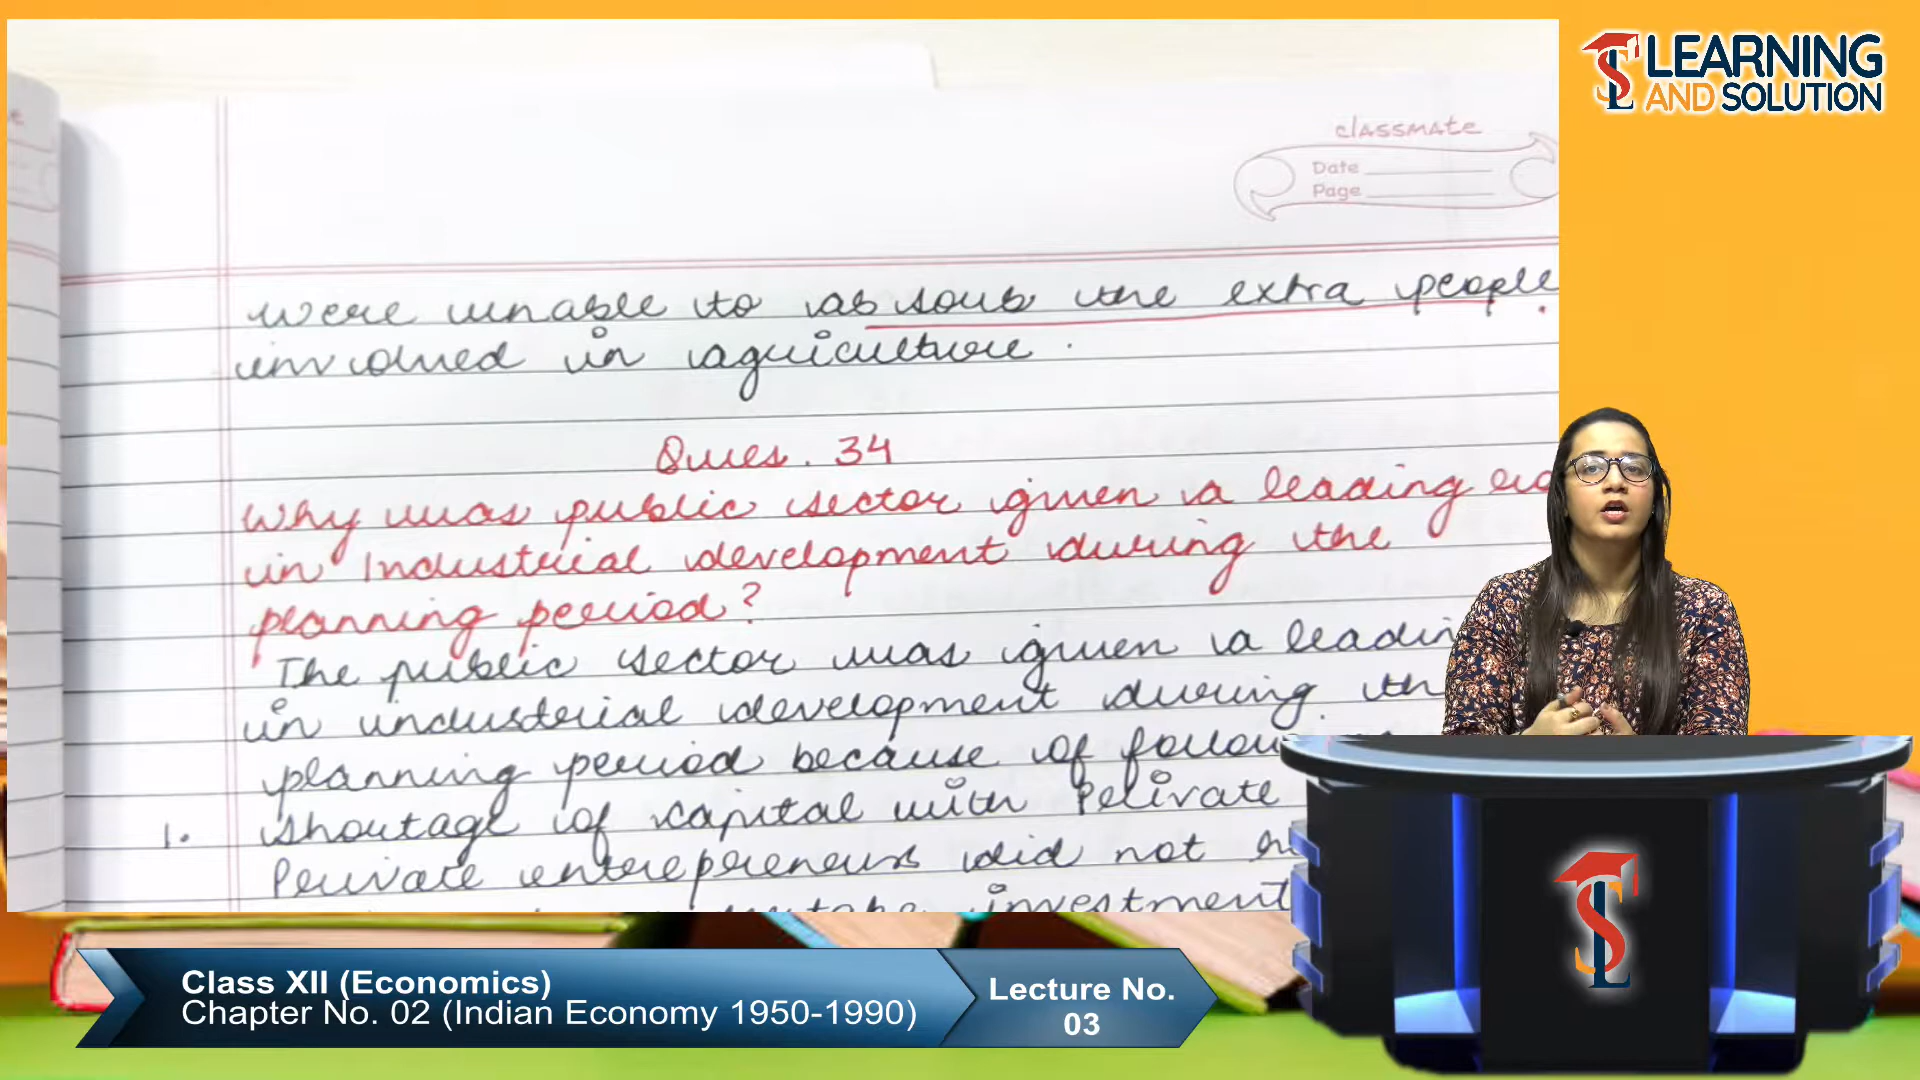 LEARNING
AND SOLUTION
classmate
Date
Page
were unable to absorb the extra people
involved in agriculture.
Ques. 34
Why was public sector given a leading
in Industrial development during the
planning period?
The public sector was given a leadin
in industrial development during th
planning period because of follow
1. Shortage of capital with Private
Private entrepreneurs did not
investment
Class XII (Economics)
Chapter No. 02 (Indian Economy 1950-1990)
Lecture No.
03